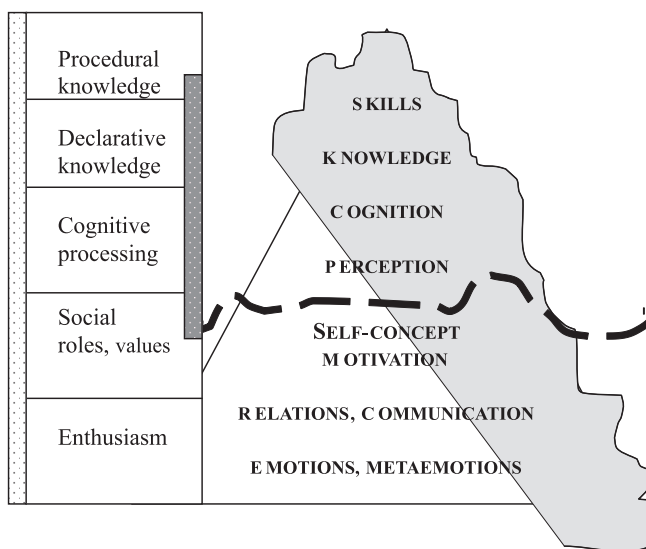 Procedural
knowledge
Declarative
knowledge
Cognitive
processing
Social
roles, values
Enthusiasm
SKILLS
KNOWLEDGE
COGNITION
PERCEPTION
SELF-CONCEPT
MOTIVATION
RELATIONS, COMMUNICATION
EMOTIONS, METAEMOTIONS